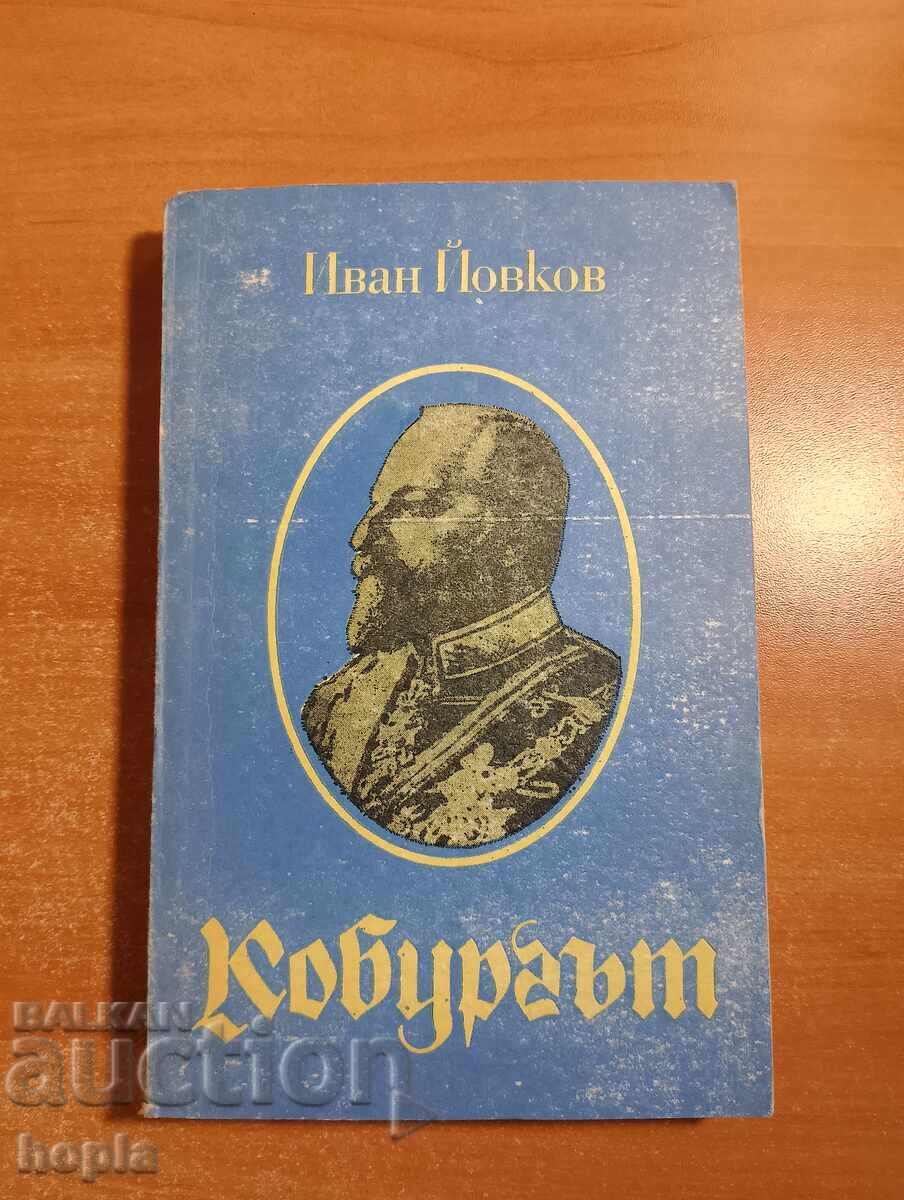 Иван Йовков
Кобургът
BALKAN
auction
hopla